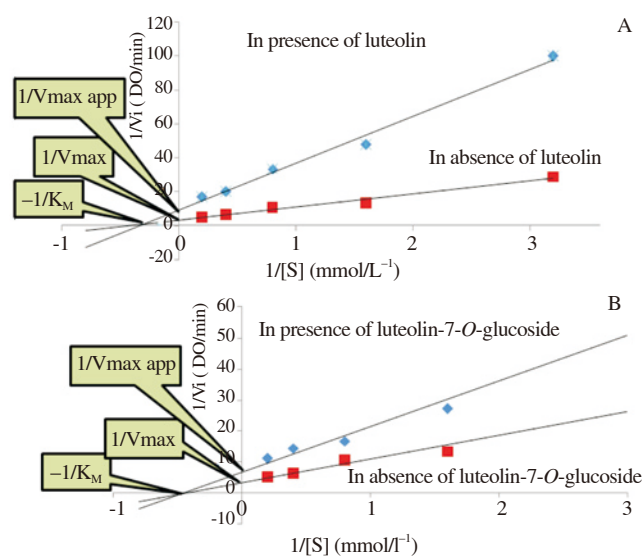 A
In presence of luteolin
120
100
80
60
40
20
0
-20
1/Vi ( DO/min)
1/Vmax app
1/Vmax
−1/KM
In absence of luteolin
-1 0 1 2 3
1/[S] (mmol/L⁻¹)
B
In presence of luteolin-7-O-glucoside
60
50
40
30
20
10
0
-10
1/Vi ( DO/min)
1/Vmax app
1/Vmax
−1/KM
In absence of luteolin-7-O-glucoside
-1 0 1 2 3
1/[S] (mmol/l⁻¹)